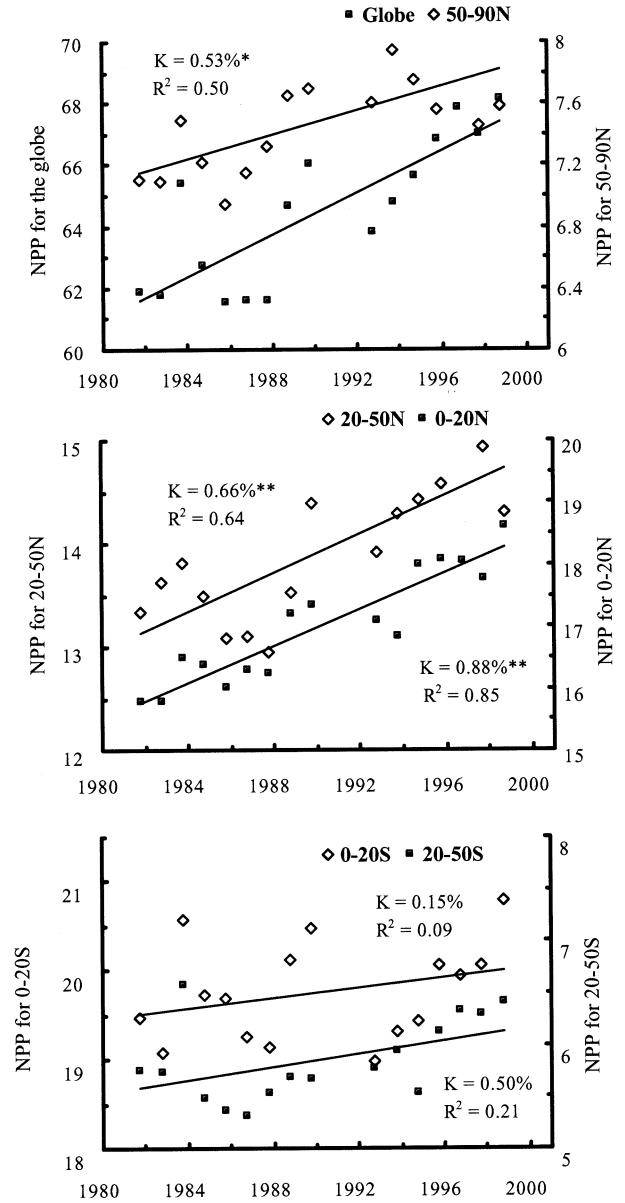 Globe 50-90N
70 8
K = 0.53%*
R² = 0.50
68 7.6
66 7.2
64 6.8
62 6.4
60 6
NPP for the globe
NPP for 50-90N
1980 1984 1988 1992 1996 2000
20-50N 0-20N
15 20
K = 0.66%**
R² = 0.64
19
14 18
17
13
K = 0.88%**
R² = 0.85
16
12 15
NPP for 20-50N
NPP for 0-20N
1980 1984 1988 1992 1996 2000
8
0-20S 20-50S
21
K = 0.15%
R² = 0.09
7
20
6
19
K = 0.50%
R² = 0.21
18 5
NPP for 0-20S
NPP for 20-50S
1980 1984 1988 1992 1996 2000